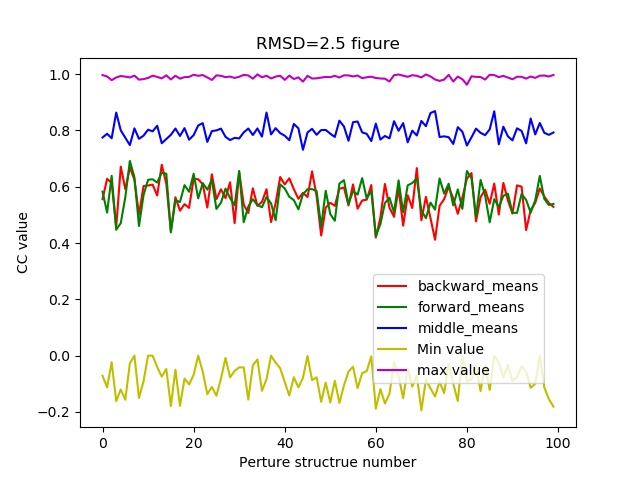 RMSD=2.5 figure
1.0
0.8
0.6
0.4
0.2
0.0
−0.2
CC value
backward_means
forward_means
middle_means
Min value
max value
0 20 40 60 80 100
Perture structrue number